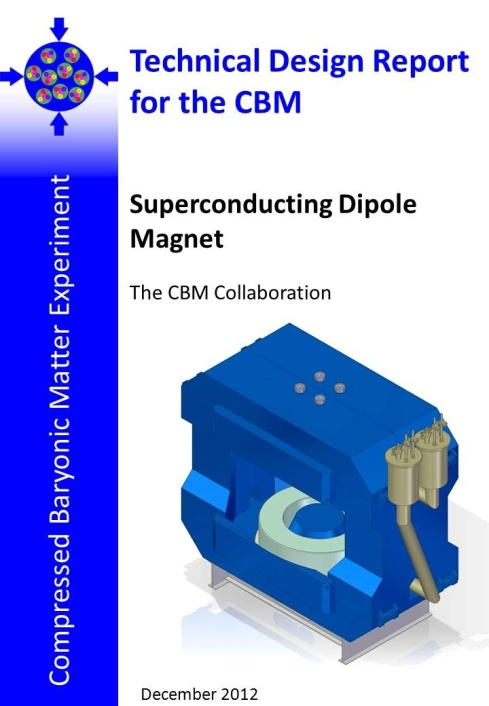 Technical Design Report
for the CBM
Superconducting Dipole
Magnet
The CBM Collaboration
Compressed Baryonic Matter Experiment
December 2012